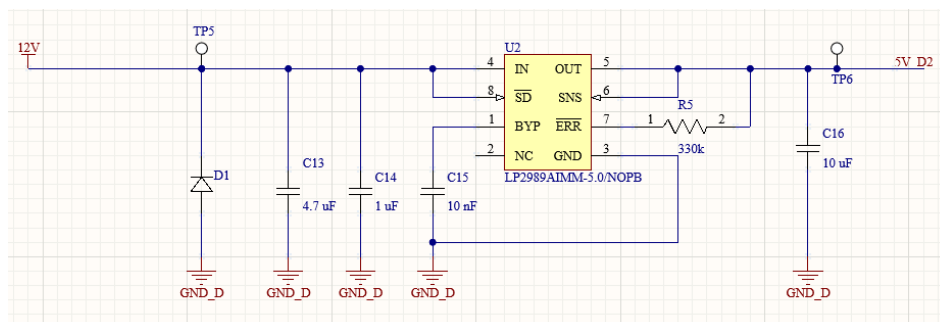 TP5
12V
U2
4 IN OUT 5
5V_D2
TP6
8 SD SNS 6
R5
1 BYP ERR 7
1 2
330k
2 NC GND 3
LP2989AIMM-5.0/NOPB
D1
C13
4.7 uF
C14
1 uF
C15
10 nF
C16
10 uF
GND_D
GND_D
GND_D
GND_D
GND_D